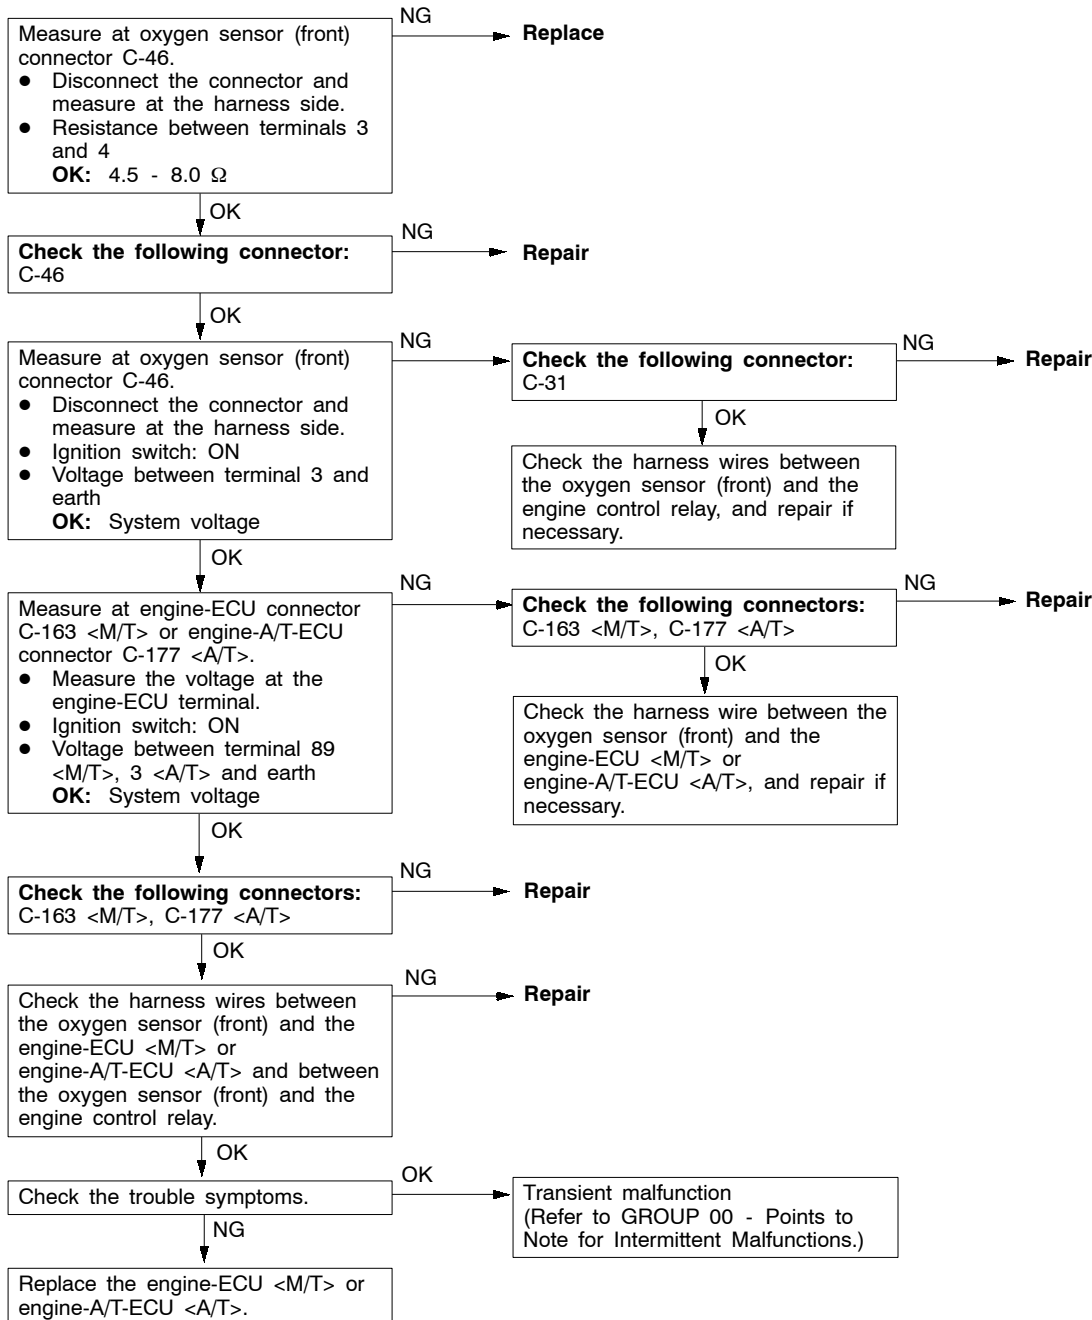 Measure at oxygen sensor (front)
connector C-46.
● Disconnect the connector and
measure at the harness side.
● Resistance between terminals 3
and 4
OK: 4.5 - 8.0 Ω
NG
Replace
OK
Check the following connector:
C-46
NG
Repair
OK
Measure at oxygen sensor (front)
connector C-46.
● Disconnect the connector and
measure at the harness side.
● Ignition switch: ON
● Voltage between terminal 3 and
earth
OK: System voltage
NG
Check the following connector:
C-31
NG
Repair
OK
Check the harness wires between
the oxygen sensor (front) and the
engine control relay, and repair if
necessary.
OK
Measure at engine-ECU connector
C-163 <M/T> or engine-A/T-ECU
connector C-177 <A/T>.
● Measure the voltage at the
engine-ECU terminal.
● Ignition switch: ON
● Voltage between terminal 89
<M/T>, 3 <A/T> and earth
OK: System voltage
NG
Check the following connectors:
C-163 <M/T>, C-177 <A/T>
NG
Repair
OK
Check the harness wire between the
oxygen sensor (front) and the
engine-ECU <M/T> or
engine-A/T-ECU <A/T>, and repair if
necessary.
OK
Check the following connectors:
C-163 <M/T>, C-177 <A/T>
NG
Repair
OK
Check the harness wires between
the oxygen sensor (front) and the
engine-ECU <M/T> or
engine-A/T-ECU <A/T> and between
the oxygen sensor (front) and the
engine control relay.
NG
Repair
OK
Check the trouble symptoms.
OK
Transient malfunction
(Refer to GROUP 00 - Points to
Note for Intermittent Malfunctions.)
NG
Replace the engine-ECU <M/T> or
engine-A/T-ECU <A/T>.